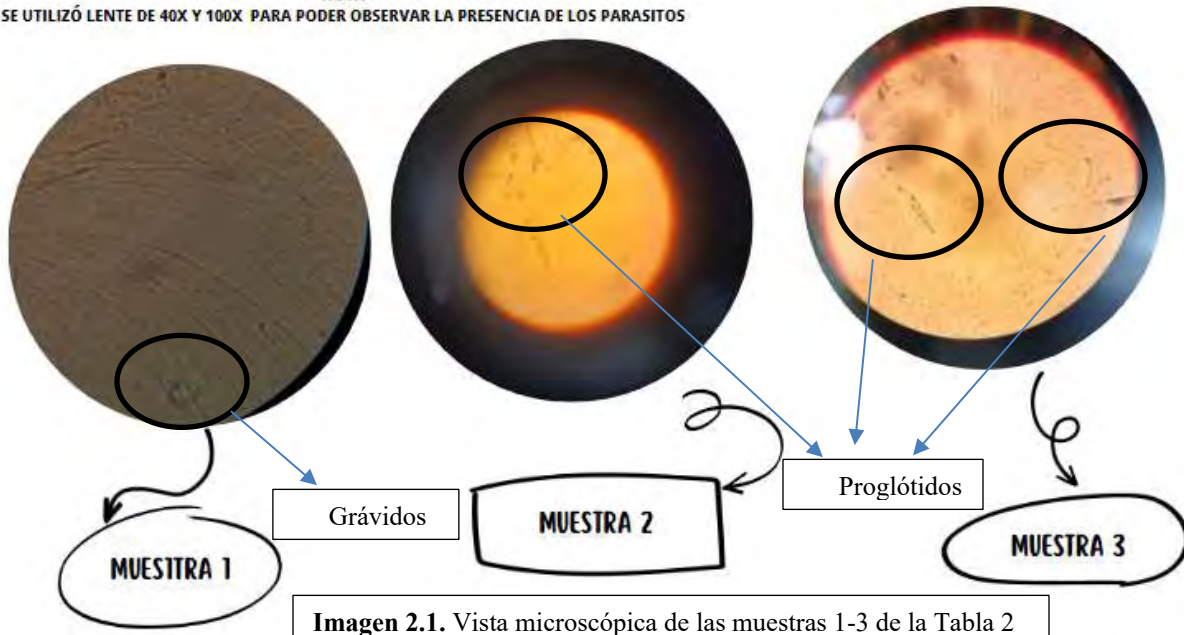 SE UTILIZÓ LENTE DE 40X Y 100X PARA PODER OBSERVAR LA PRESENCIA DE LOS PARASITOS
Proglótidos
Grávidos
MUESTRA 2
MUESTRA 3
MUESITRA 1
Imagen 2.1. Vista microscópica de las muestras 1-3 de la Tabla 2